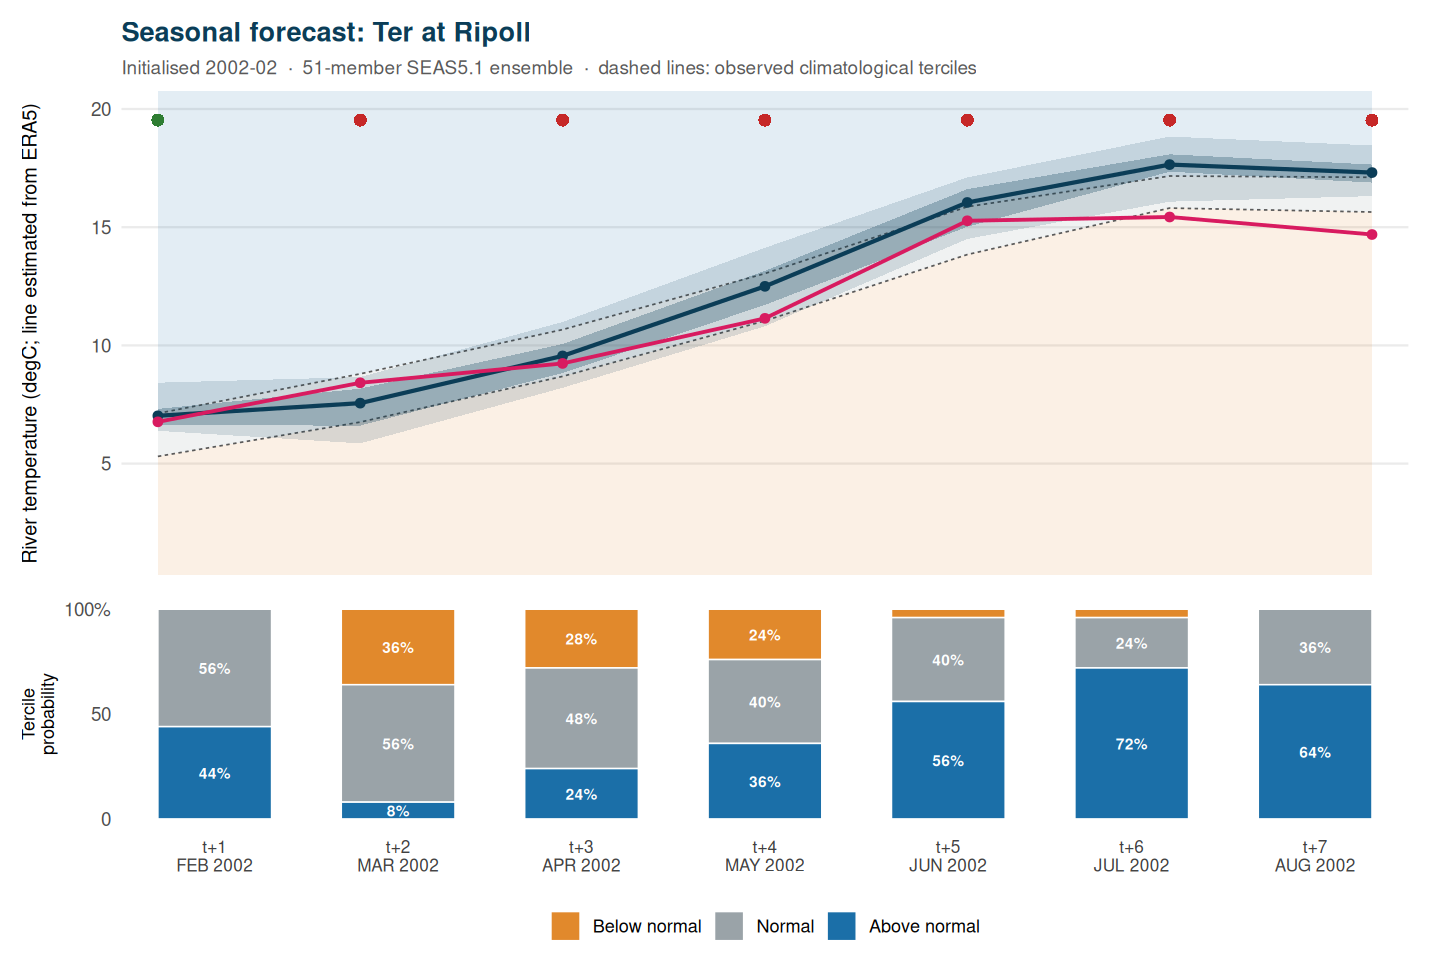 Seasonal forecast: Ter at Ripoll
Initialised 2002-02 · 51-member SEAS5.1 ensemble · dashed lines: observed climatological terciles
River temperature (degC; line estimated from ERA5)
20
15
10
5
Tercile
probability
100%
50
0
56%
44%
36%
56%
8%
28%
48%
24%
24%
40%
36%
40%
56%
24%
72%
36%
64%
t+1
FEB 2002
t+2
MAR 2002
t+3
APR 2002
t+4
MAY 2002
t+5
JUN 2002
t+6
JUL 2002
t+7
AUG 2002
Below normal
Normal
Above normal